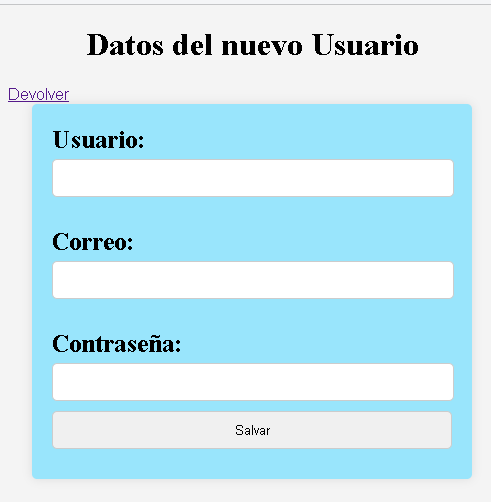 Datos del nuevo Usuario
Devolver
Usuario:
Correo:
Contraseña:
Salvar